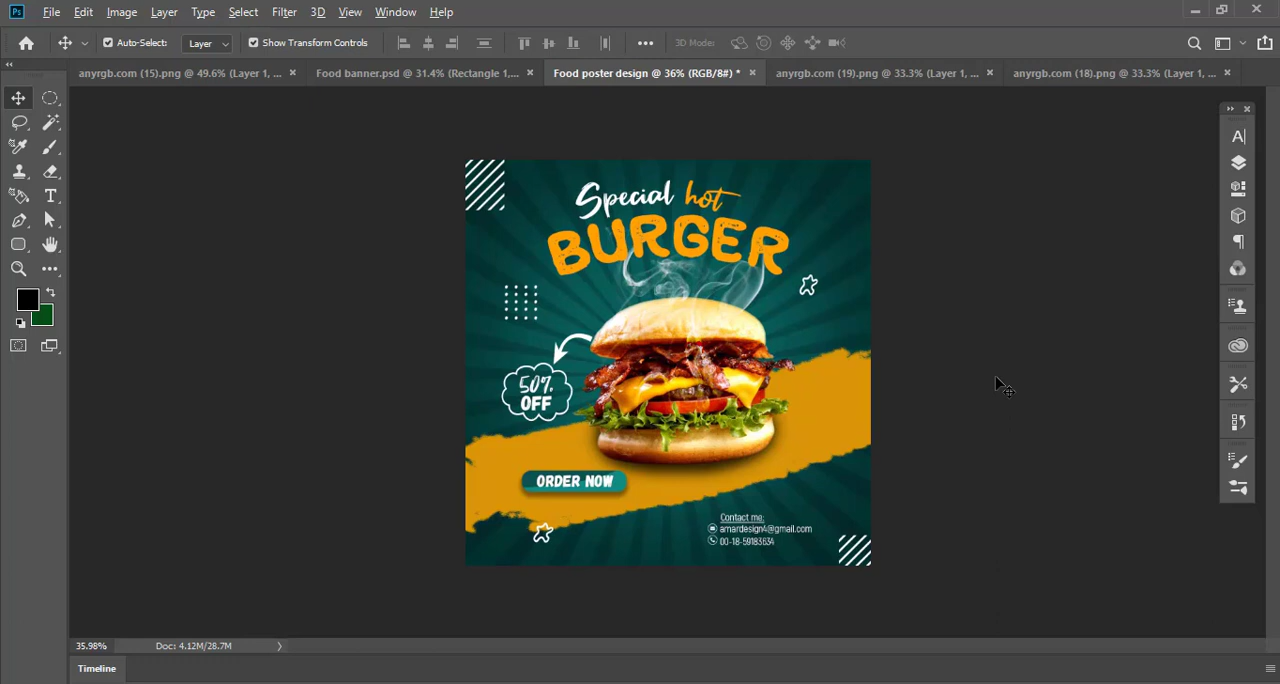 Ps File Edit Image Layer Type Select Filter 3D View Window Help
Auto-Select: Layer Show Transform Controls 3D Mode:
anyrgb.com (15).png @ 49.6% (Layer 1, ... × Food banner.psd @ 31.4% (Rectangle 1,... × Food poster design @ 36% (RGB/8#) * × anyrgb.com (19).png @ 33.3% (Layer 1, ... × anyrgb.com (18).png @ 33.3% (Layer 1, ... ×
Special hot
BURGER
50%
OFF
ORDER NOW
Contact me:
amardesign4@gmail.com
00-18-59183634
35.98% Doc: 4.12M/28.7M
Timeline